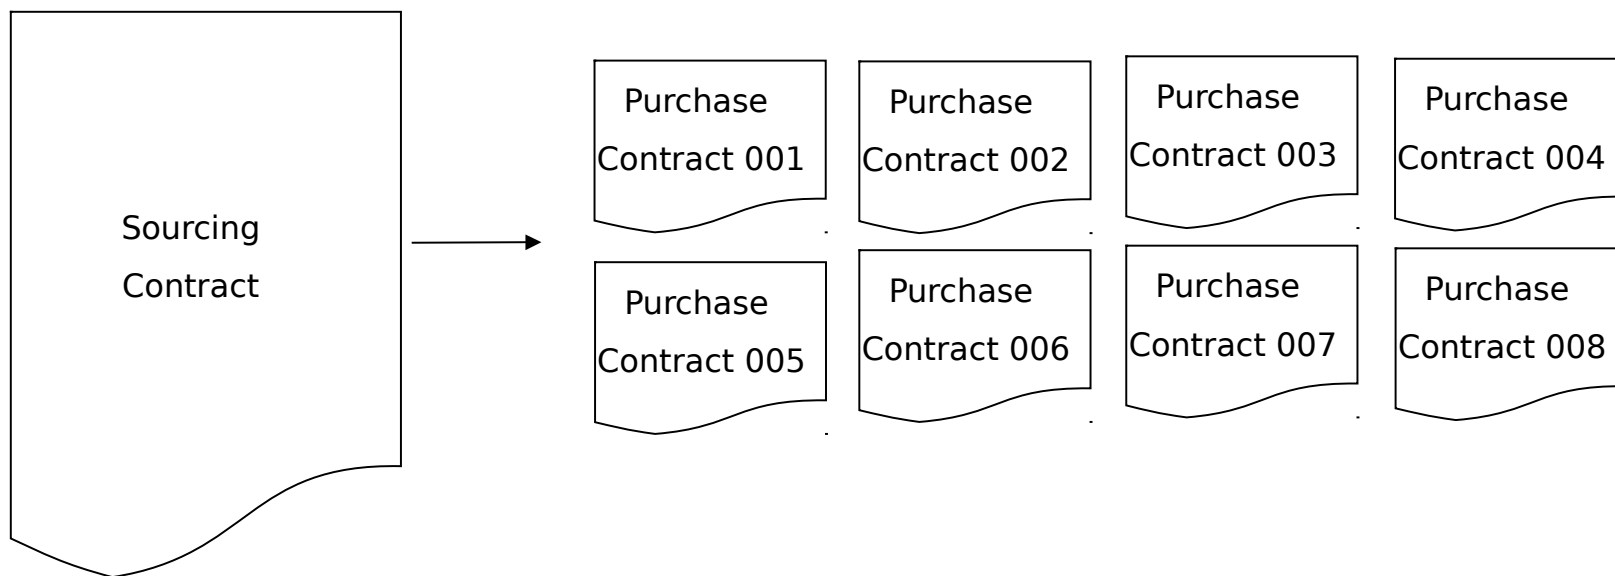 Sourcing
Contract
Purchase
Contract 001
Purchase
Contract 002
Purchase
Contract 003
Purchase
Contract 004
Purchase
Contract 005
Purchase
Contract 006
Purchase
Contract 007
Purchase
Contract 008